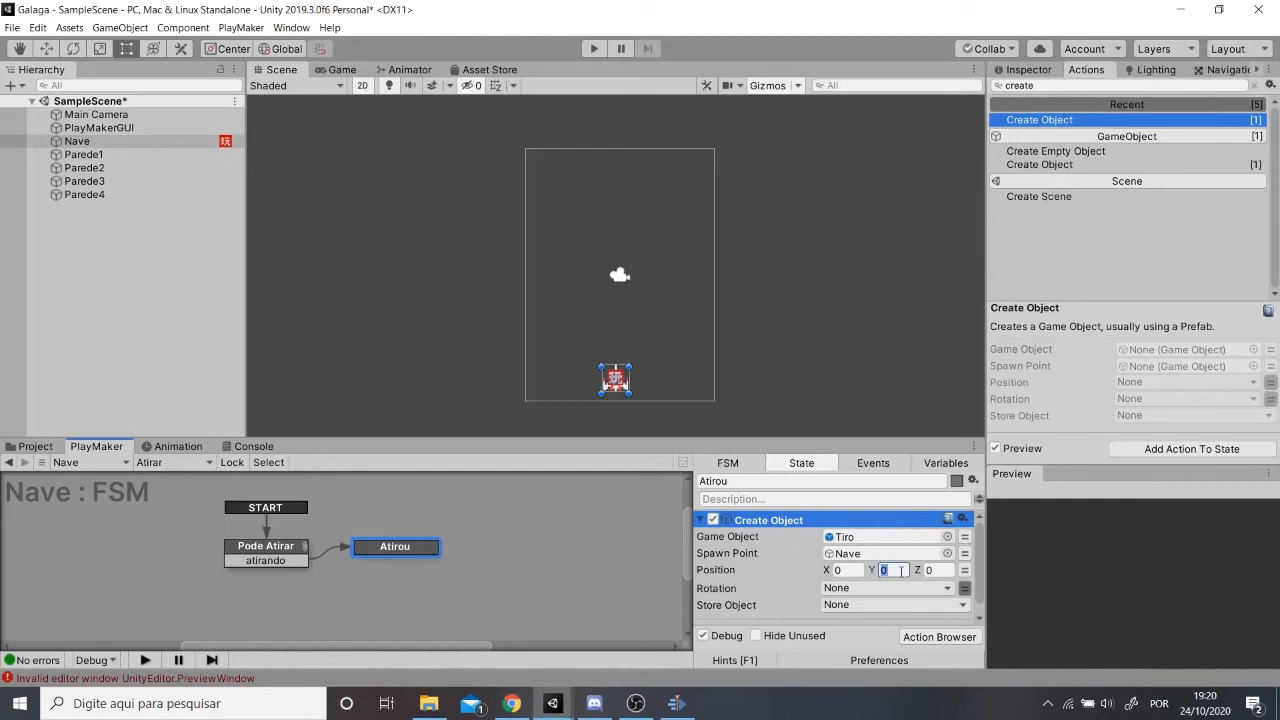 Galaga - SampleScene - PC, Mac & Linux Standalone - Unity 2019.3.0f6 Personal* <DX11>
File Edit Assets GameObject Component PlayMaker Window Help
Center Global Collab Account Layers Layout
Hierarchy Scene Game Animator Asset Store Inspector Actions Lighting Navigatio
All Shaded 2D 0 Gizmos All create
SampleScene*
Main Camera
PlayMakerGUI
Nave 玩
Parede1
Parede2
Parede3
Parede4
Recent [5]
Create Object [1]
GameObject [1]
Create Empty Object
Create Object [1]
Scene
Create Scene
Create Object
Creates a Game Object, usually using a Prefab.
Game Object None (Game Object)
Spawn Point None (Game Object)
Position None
Rotation None
Store Object None
Preview Add Action To State
Preview
Project PlayMaker Animation Console
Nave Atirar Lock Select
Nave : FSM
START
Pode Atirar
atirando
Atirou
FSM State Events Variables
Atirou
Description...
Create Object
Game Object Tiro
Spawn Point Nave
Position X 0 Y 0 Z 0
Rotation None
Store Object None
Debug Hide Unused Action Browser
Hints [F1] Preferences
No errors Debug
Invalid editor window UnityEditor.PreviewWindow
Digite aqui para pesquisar
1
POR
19:20
24/10/2020
2